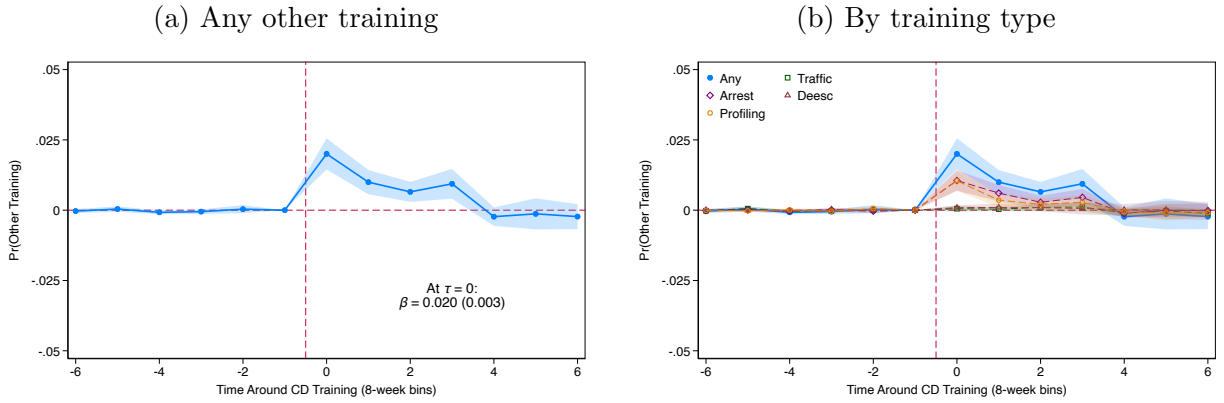 (a) Any other training
.05
.025
0
-.025
-.05
Pr(Other Training)
At τ = 0:
β = 0.020 (0.003)
-6 -4 -2 0 2 4 6
Time Around CD Training (8-week bins)
(b) By training type
Any Traffic
Arrest Deesc
Profiling
.05
.025
0
-.025
-.05
Pr(Other Training)
-6 -4 -2 0 2 4 6
Time Around CD Training (8-week bins)